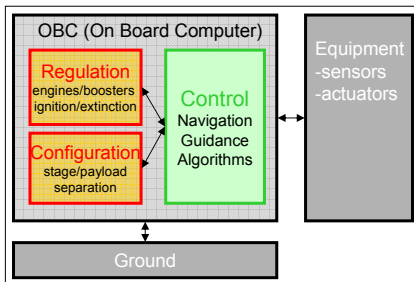 OBC (On Board Computer)
Regulation
engines/boosters
ignition/extinction
Configuration
stage/payload
separation
Control
Navigation
Guidance
Algorithms
Equipment
-sensors
-actuators
Ground